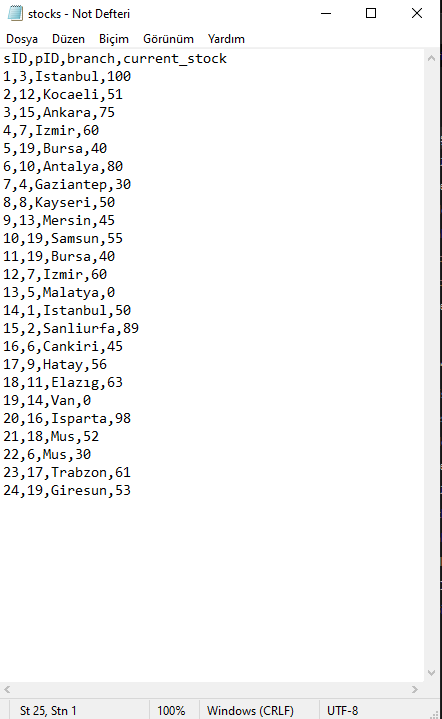 stocks - Not Defteri
Dosya Düzen Biçim Görünüm Yardım
sID,pID,branch,current_stock
1,3,Istanbul,100
2,12,Kocaeli,51
3,15,Ankara,75
4,7,Izmir,60
5,19,Bursa,40
6,10,Antalya,80
7,4,Gaziantep,30
8,8,Kayseri,50
9,13,Mersin,45
10,19,Samsun,55
11,19,Bursa,40
12,7,Izmir,60
13,5,Malatya,0
14,1,Istanbul,50
15,2,Sanliurfa,89
16,6,Cankiri,45
17,9,Hatay,56
18,11,Elazıg,63
19,14,Van,0
20,16,Isparta,98
21,18,Mus,52
22,6,Mus,30
23,17,Trabzon,61
24,19,Giresun,53
St 25, Stn 1 100% Windows (CRLF) UTF-8